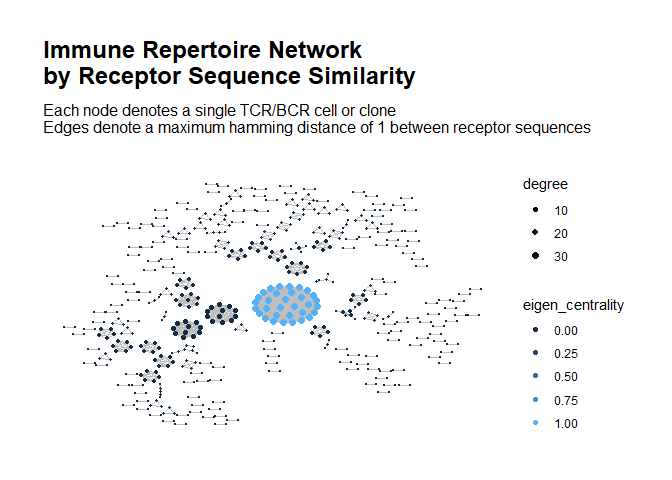 Immune Repertoire Network
by Receptor Sequence Similarity
Each node denotes a single TCR/BCR cell or clone
Edges denote a maximum hamming distance of 1 between receptor sequences
degree
10
20
30
eigen_centrality
0.00
0.25
0.50
0.75
1.00